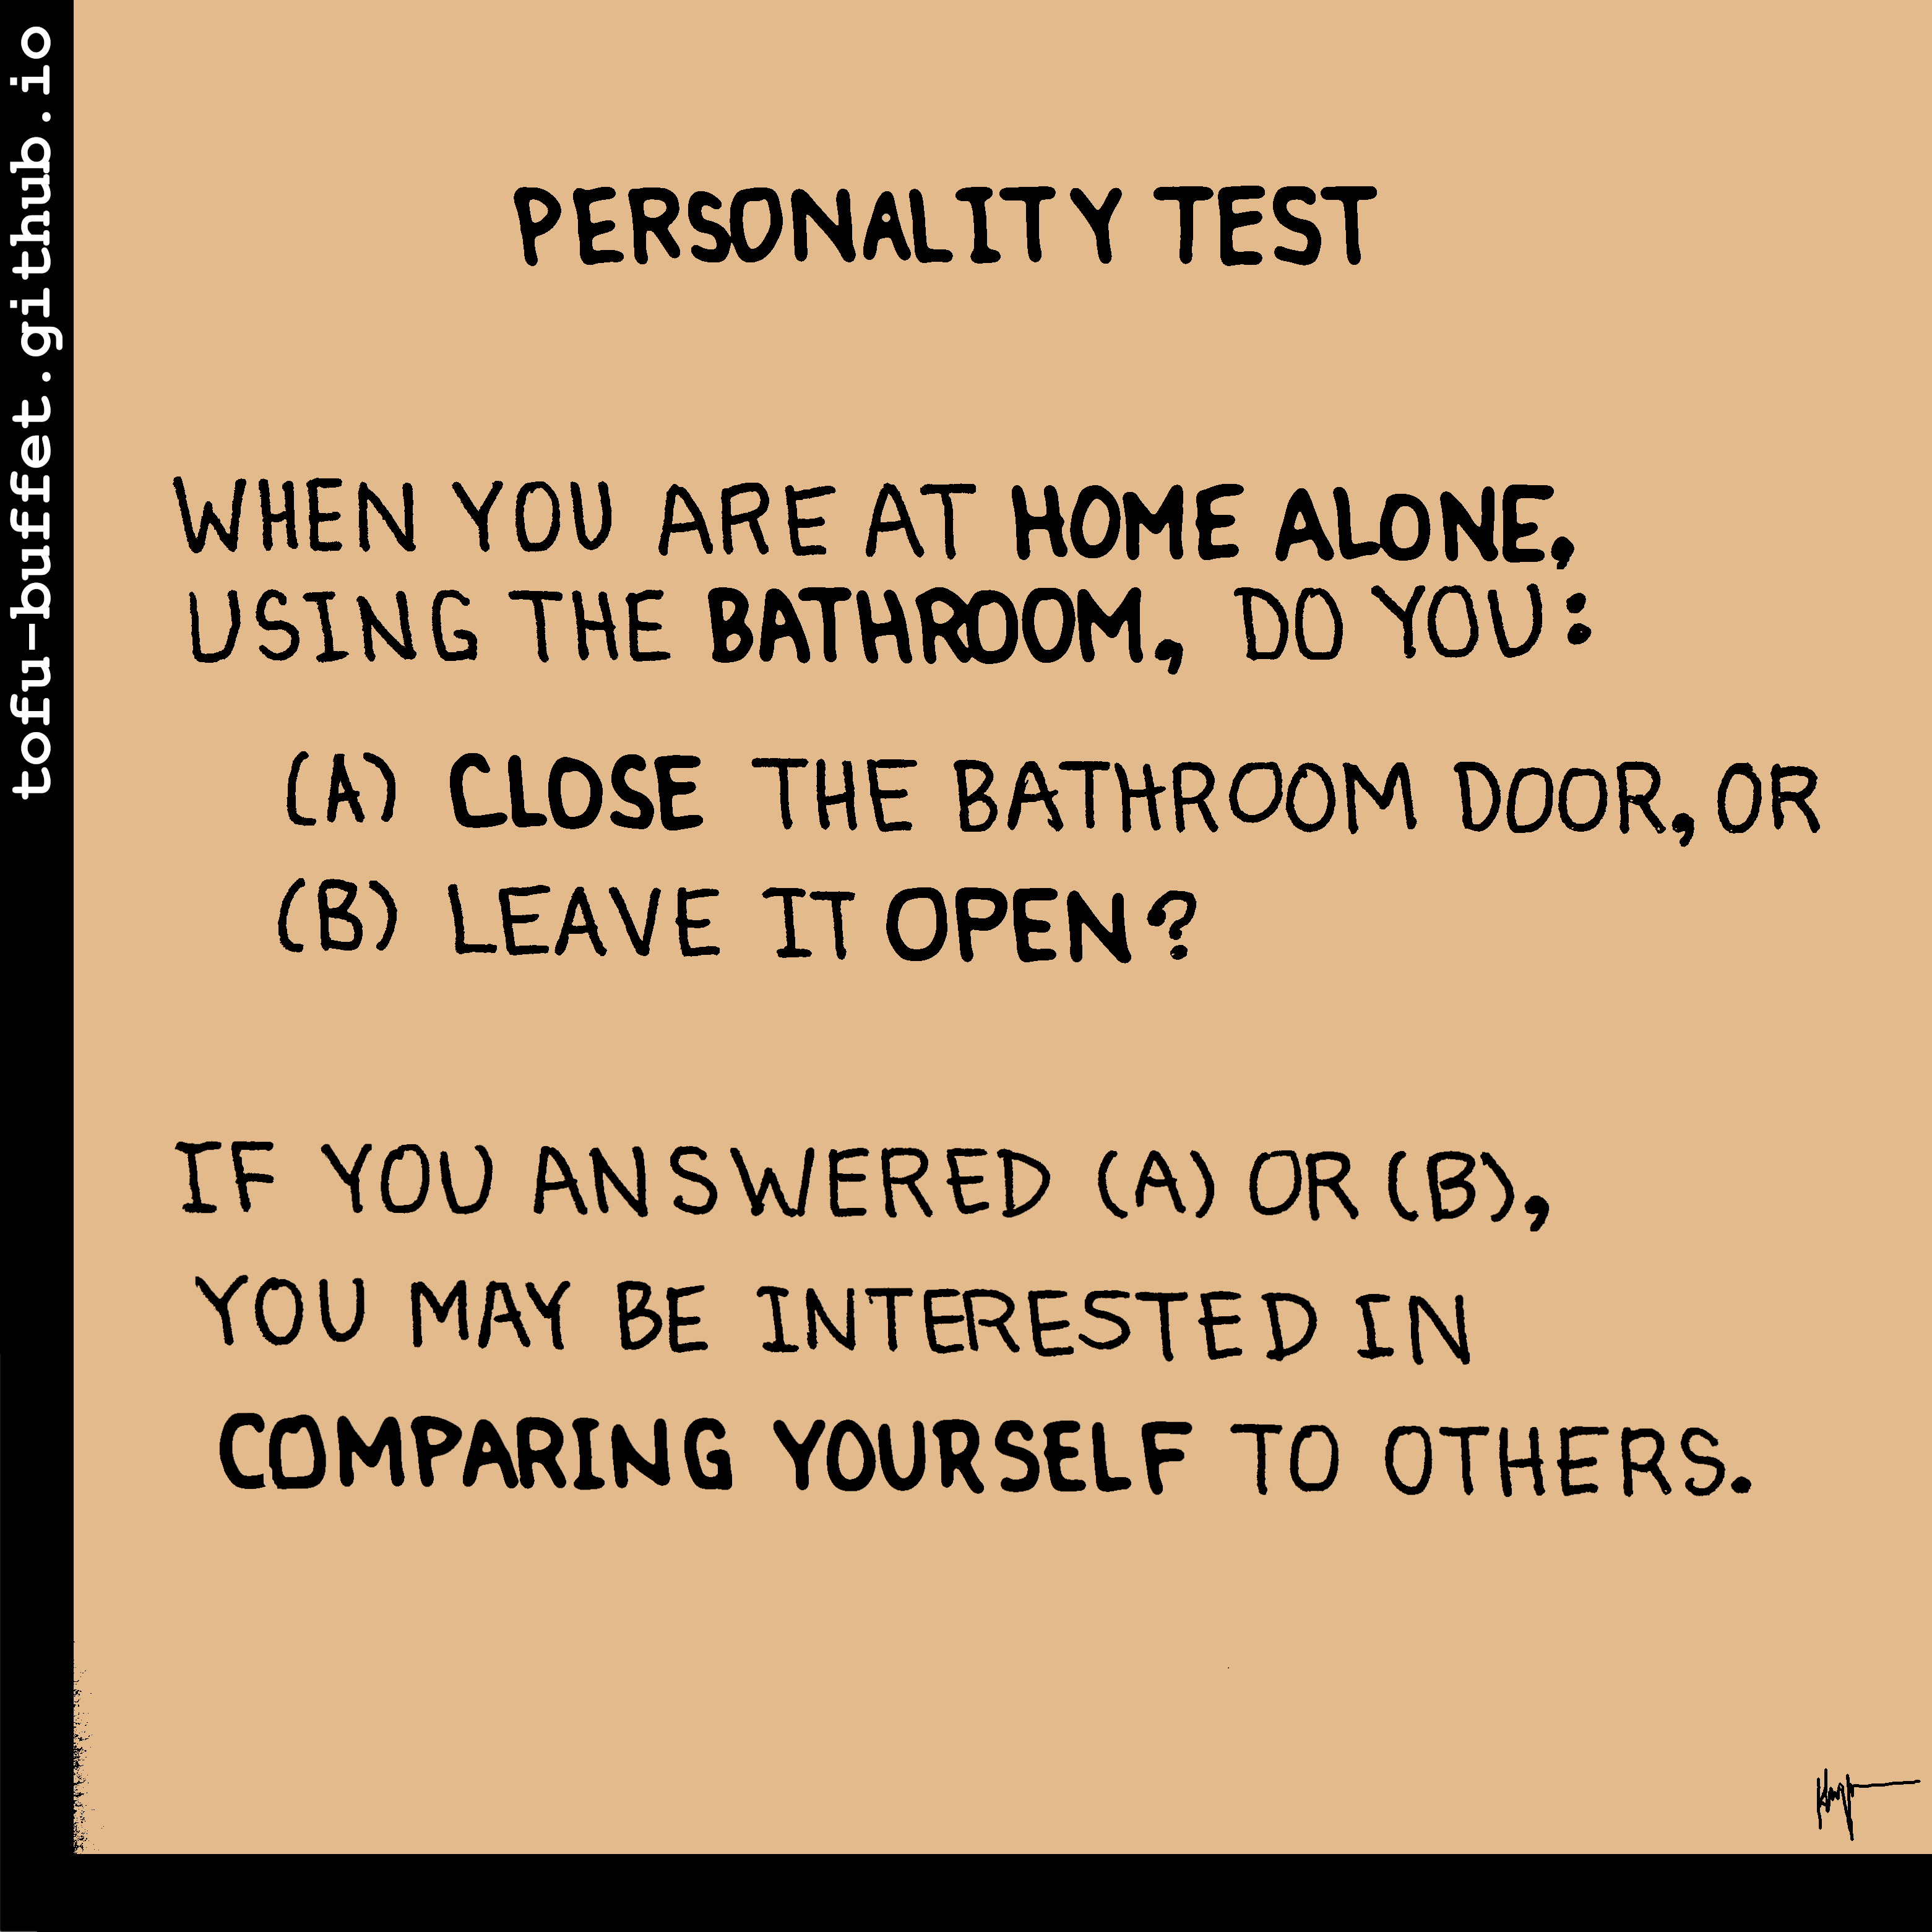 tofu-buffet.github.io
PERSONALITY TEST
WHEN YOU ARE AT HOME ALONE,
USING THE BATHROOM, DO YOU:
(A) CLOSE THE BATHROOM DOOR, OR
(B) LEAVE IT OPEN?
IF YOU ANSWERED (A) OR (B),
YOU MAY BE INTERESTED IN
COMPARING YOURSELF TO OTHERS.